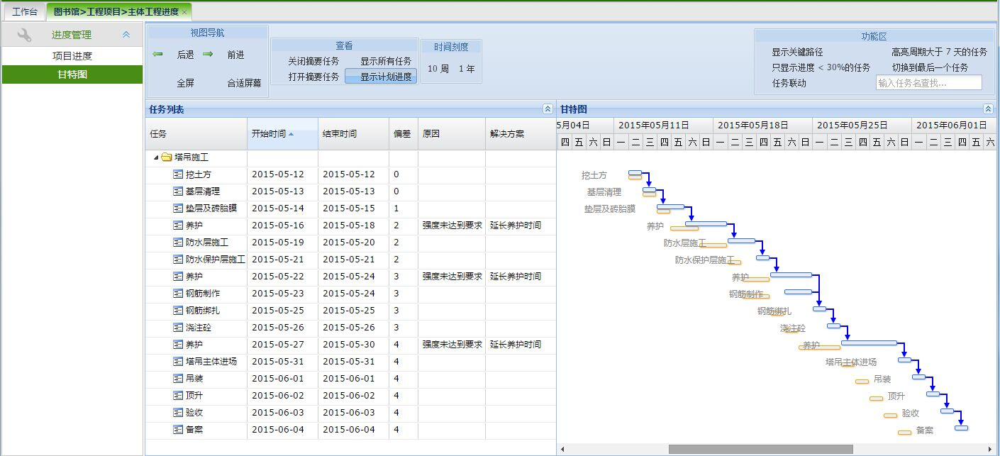 工作台 图书馆>工程项目>主体工程进度
进度管理
项目进度
甘特图
视图导航
后退 前进
全屏 合适屏幕
查看
关闭摘要任务 显示所有任务
打开摘要任务 显示计划进度
时间刻度
10 周 1 年
功能区
显示关键路径 高亮周期大于 7 天的任务
只显示进度 < 30%的任务 切换到最后一个任务
任务联动 输入任务名查找...
任务列表
任务 开始时间 结束时间 偏差 原因 解决方案
塔吊施工
挖土方 2015-05-12 2015-05-12 0
基层清理 2015-05-13 2015-05-13 0
垫层及砖胎膜 2015-05-14 2015-05-15 1
养护 2015-05-16 2015-05-18 2 强度未达到要求 延长养护时间
防水层施工 2015-05-19 2015-05-20 2
防水保护层施工 2015-05-21 2015-05-21 2
养护 2015-05-22 2015-05-24 3 强度未达到要求 延长养护时间
钢筋制作 2015-05-23 2015-05-24 3
钢筋绑扎 2015-05-25 2015-05-25 3
浇注砼 2015-05-26 2015-05-26 3
养护 2015-05-27 2015-05-30 4 强度未达到要求 延长养护时间
塔吊主体进场 2015-05-31 2015-05-31 4
吊装 2015-06-01 2015-06-01 4
顶升 2015-06-02 2015-06-02 4
验收 2015-06-03 2015-06-03 4
备案 2015-06-04 2015-06-04 4
甘特图
5月04日 2015年05月11日 2015年05月18日 2015年05月25日 2015年06月01日
四 五 六 日 一 二 三 四 五 六 日 一 二 三 四 五 六 日 一 二 三 四 五 六 日 一 二 三 四 五 六
挖土方
基层清理
垫层及砖胎膜
养护
防水层施工
防水保护层施工
养护
钢筋制作
钢筋绑扎
浇注砼
养护
塔吊主体进场
吊装
顶升
验收
备案